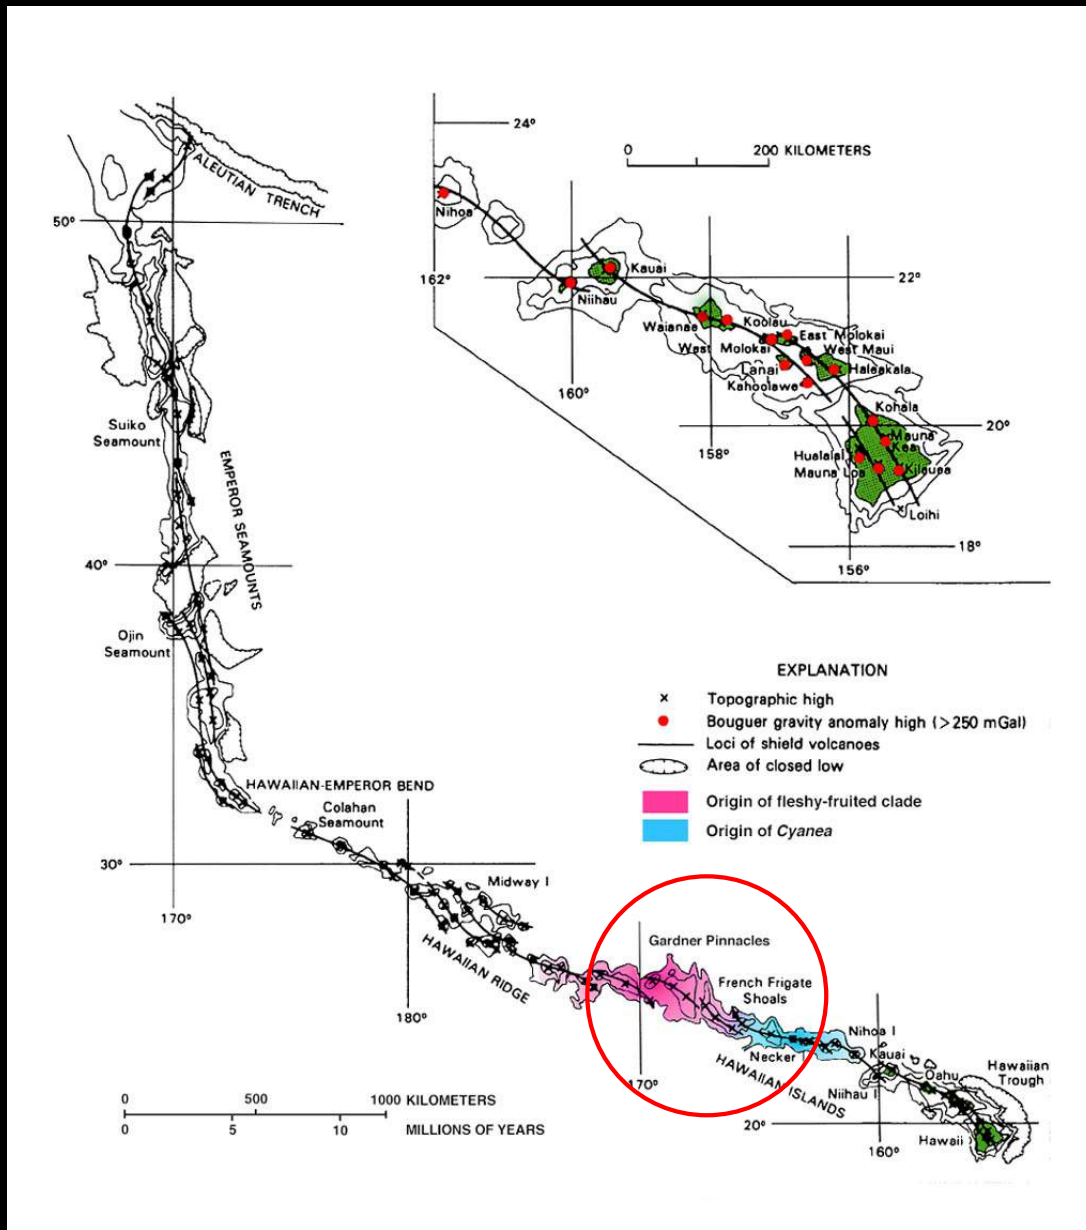 24°
0
200 KILOMETERS
ALEUTIAN TRENCH
50°
Nihoa
162°
Kauai
22°
Niihau
Waianae
Koolau
East Molokai
West Molokai
West Maui
Lanai
Haleakala
Kahoolawe
160°
Kohala
20°
Mauna
Kea
158°
Hualalai
Mauna Loa
Kilauea
Loihi
18°
156°
Suiko
Seamount
EMPEROR SEAMOUNTS
40°
Ojin
Seamount
EXPLANATION
Topographic high
Bouguer gravity anomaly high (>250 mGal)
Loci of shield volcanoes
Area of closed low
Origin of fleshy-fruited clade
Origin of Cyanea
HAWAIIAN-EMPEROR BEND
Colahan
Seamount
30°
Midway I
170°
HAWAIIAN RIDGE
180°
Gardner Pinnacles
French Frigate
Shoals
Necker I
Nihoa I
Kauai
HAWAIIAN ISLANDS
170°
Niihau I
Oahu
Hawaiian
Trough
Hawaii
20°
160°
0 500 1000 KILOMETERS
0 5 10 MILLIONS OF YEARS